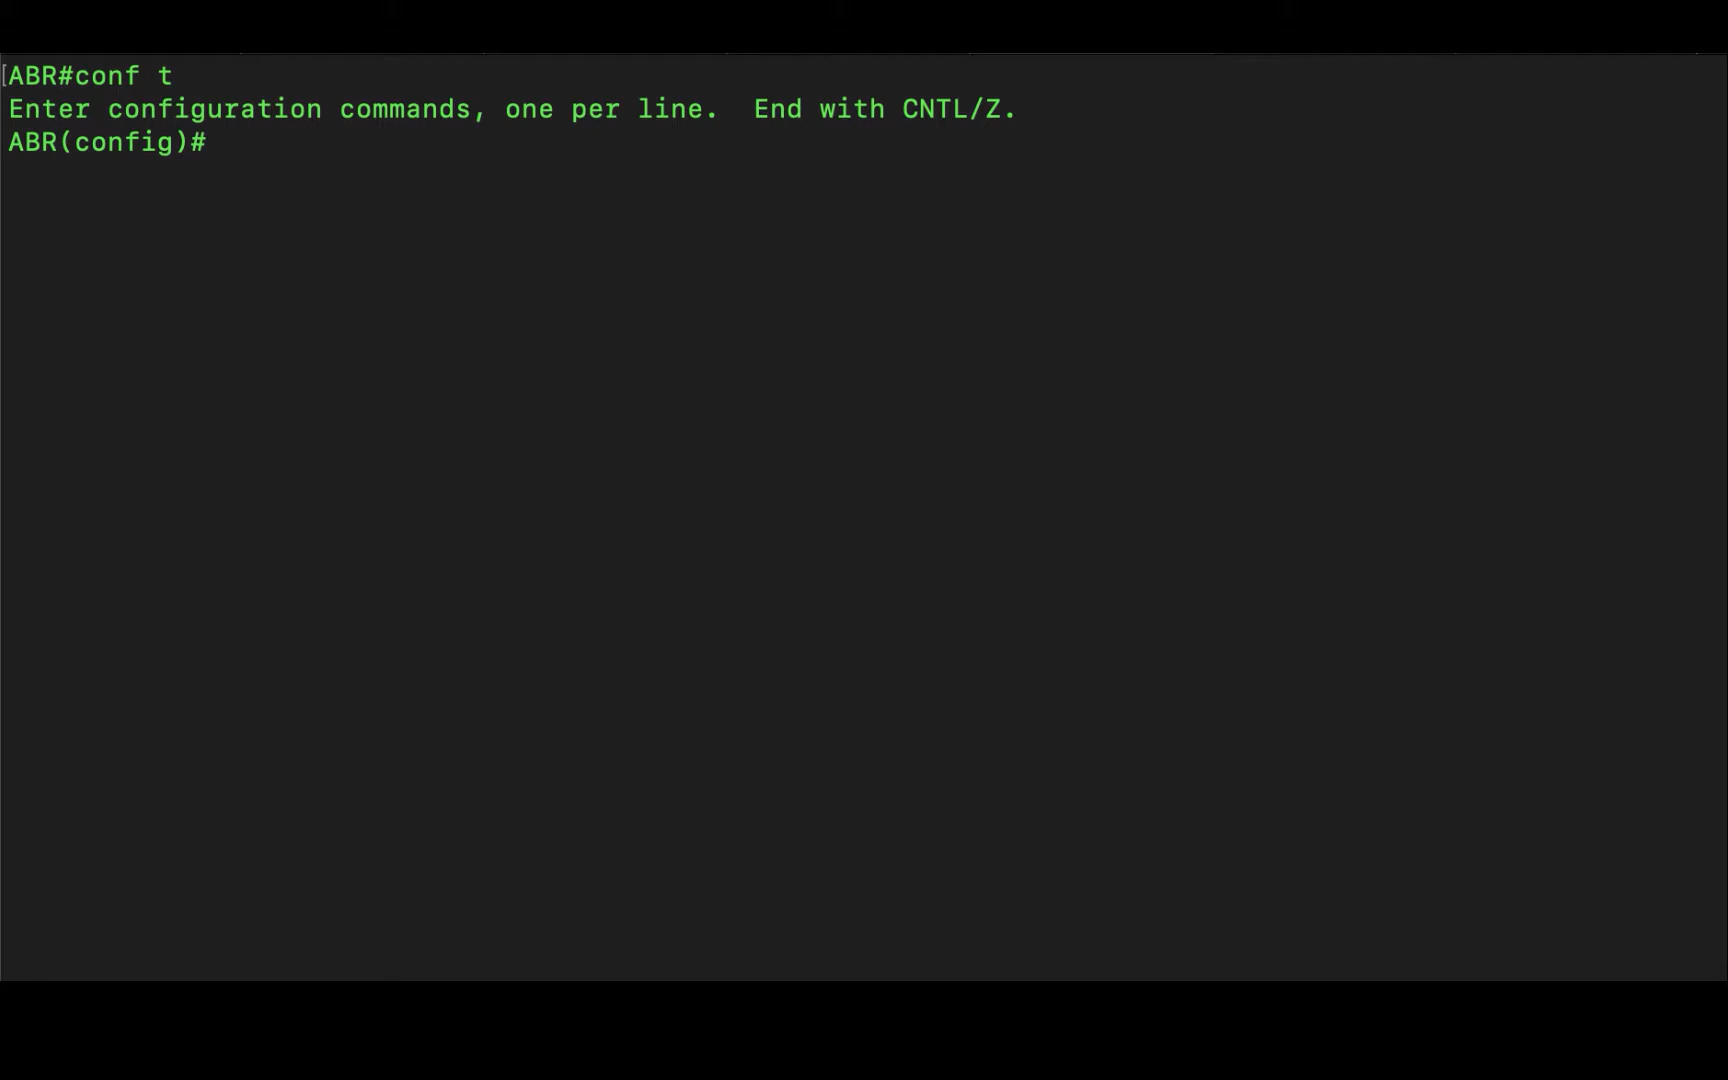 [ABR#conf t
Enter configuration commands, one per line.  End with CNTL/Z.
ABR(config)#